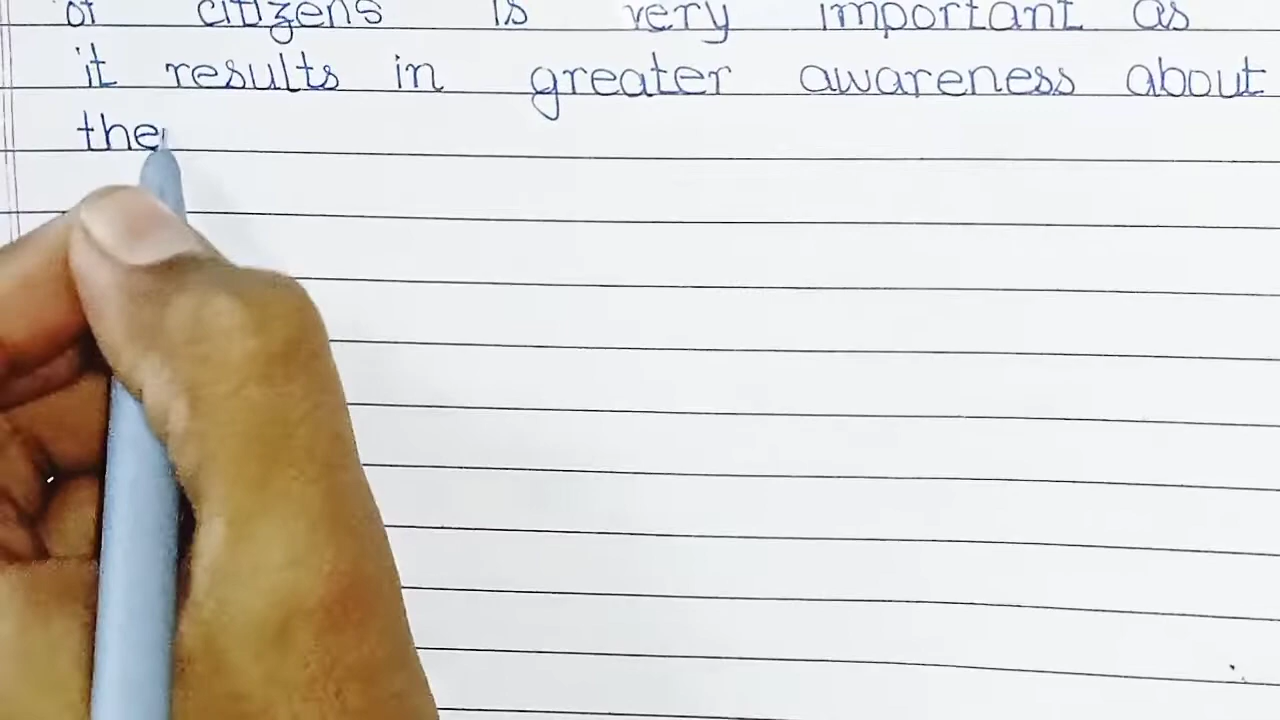 of citizens is very important as
it results in greater awareness about
the